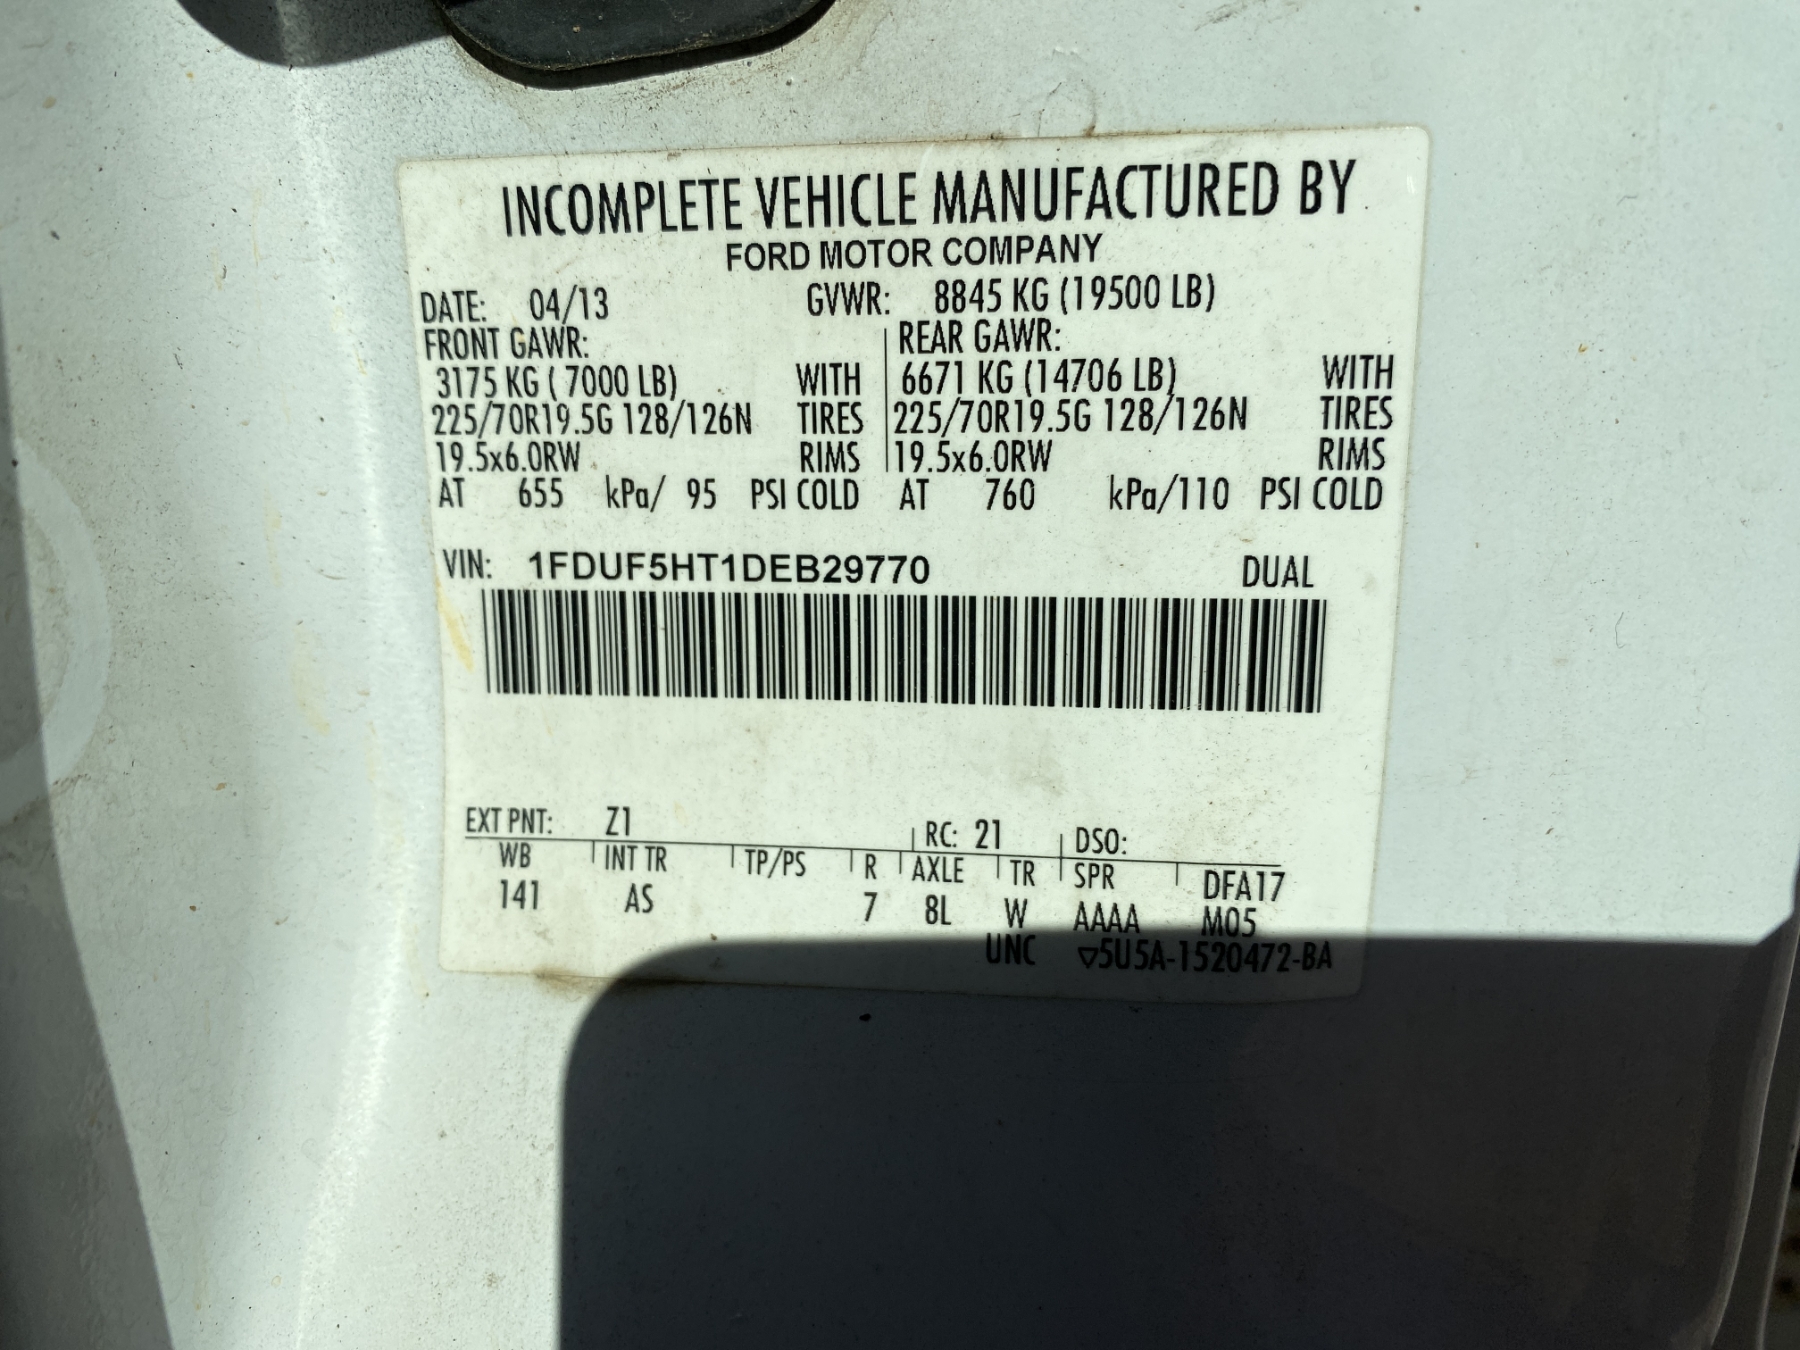 INCOMPLETE VEHICLE MANUFACTURED BY
FORD MOTOR COMPANY
DATE: 04/13 GVWR: 8845 KG (19500 LB)
FRONT GAWR: REAR GAWR:
3175 KG ( 7000 LB) WITH 6671 KG (14706 LB) WITH
225/70R19.5G 128/126N TIRES 225/70R19.5G 128/126N TIRES
19.5x6.0RW RIMS 19.5x6.0RW RIMS
AT 655 kPa/ 95 PSI COLD AT 760 kPa/110 PSI COLD
VIN: 1FDUF5HT1DEB29770 DUAL
EXT PNT: Z1 RC: 21 DSO:
WB INT TR TP/PS R AXLE TR SPR DFA17
141 AS 7 8L W AAAA M05
UNC ▽5U5A-1520472-BA